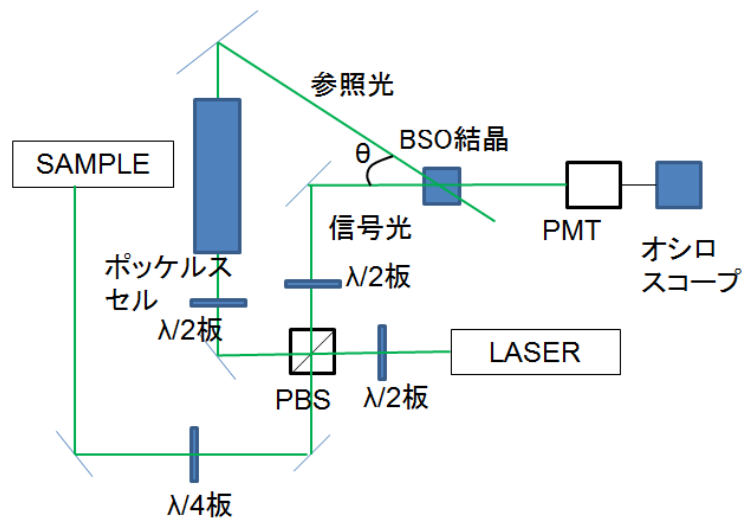 参照光
BSO結晶
θ
SAMPLE
信号光
PMT
オシロ
スコープ
ポッケルス
セル
λ/2板
λ/2板
LASER
PBS
λ/2板
λ/4板